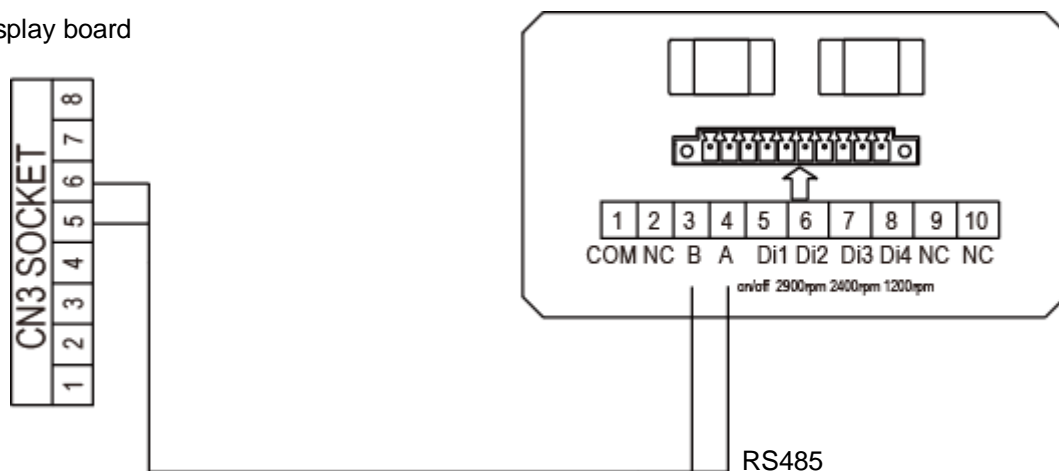 splay board
CN3 SOCKET
8
7
6
5
4
3
2
1
1 2 3 4 5 6 7 8 9 10
COM NC B A Di1 Di2 Di3 Di4 NC NC
on/off 2900rpm 2400rpm 1200rpm
RS485